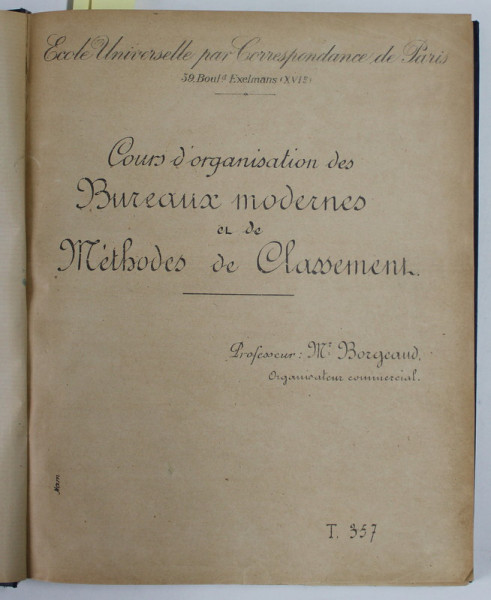 Ecole Universelle par Correspondance de Paris
59, Boul.d Exelmans (XVIe)
Cours d'organisation des
Bureaux modernes
et de
Méthodes de Classement.
Professeur: Mr Borgeaud,
Organisateur commercial.
T. 357